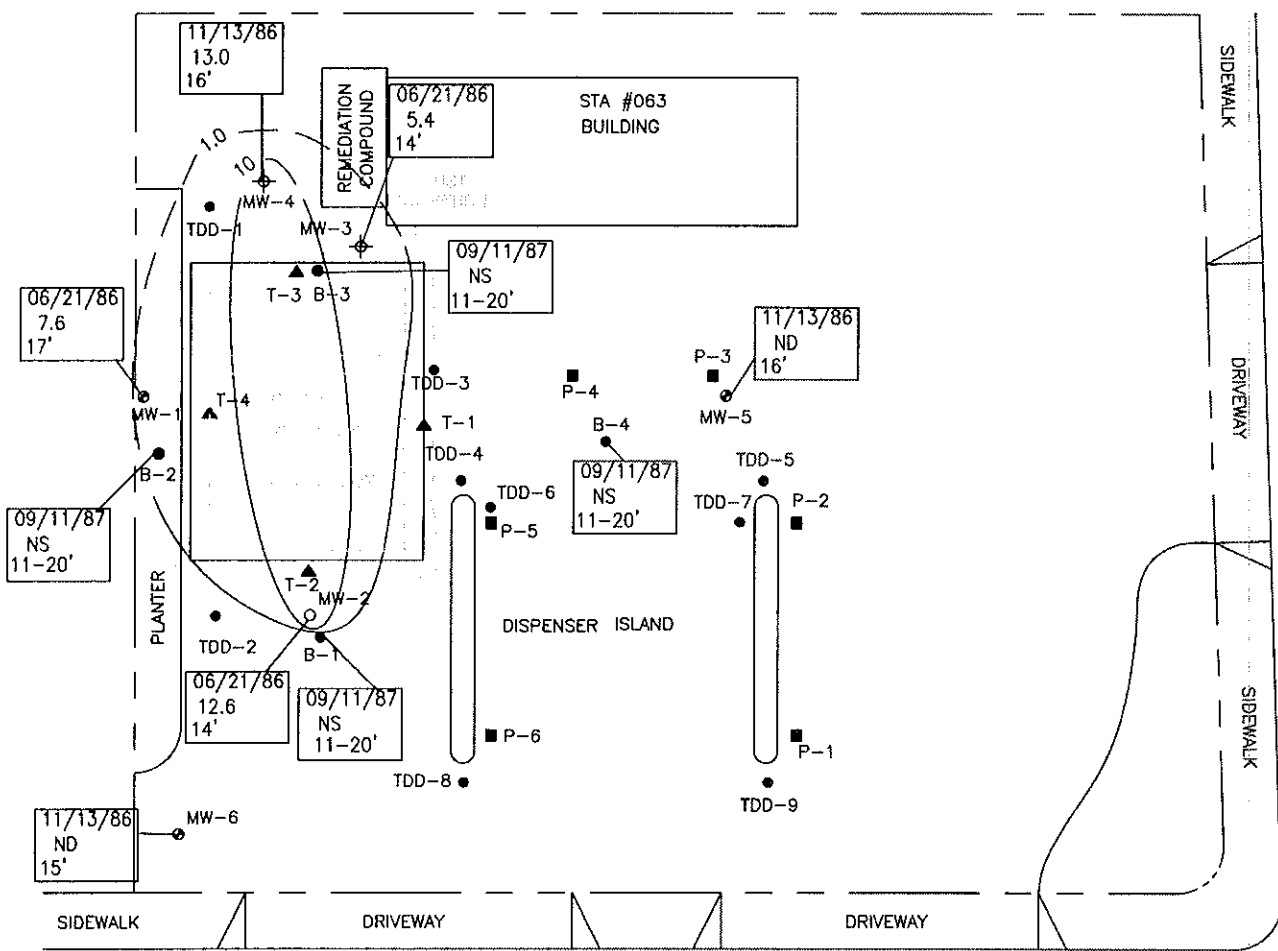 11/13/86
13.0
16'
REMEDIATION
COMPOUND
06/21/86
5.4
14'
STA #063
BUILDING
SIDEWALK
1.0
10
MW-4
TDD-1
MW-3
09/11/87
NS
11-20'
T-3
B-3
06/21/86
7.6
17'
11/13/86
ND
16'
P-3
P-4
TDD-3
DRIVEWAY
MW-1
T-4
MW-5
T-1
B-4
B-2
TDD-4
09/11/87
NS
11-20'
TDD-5
TDD-6
TDD-7
P-2
P-5
09/11/87
NS
11-20'
PLANTER
T-2
MW-2
TDD-2
B-1
DISPENSER ISLAND
06/21/86
12.6
14'
09/11/87
NS
11-20'
SIDEWALK
P-6
P-1
TDD-8
TDD-9
11/13/86
ND
15'
MW-6
SIDEWALK
DRIVEWAY
DRIVEWAY